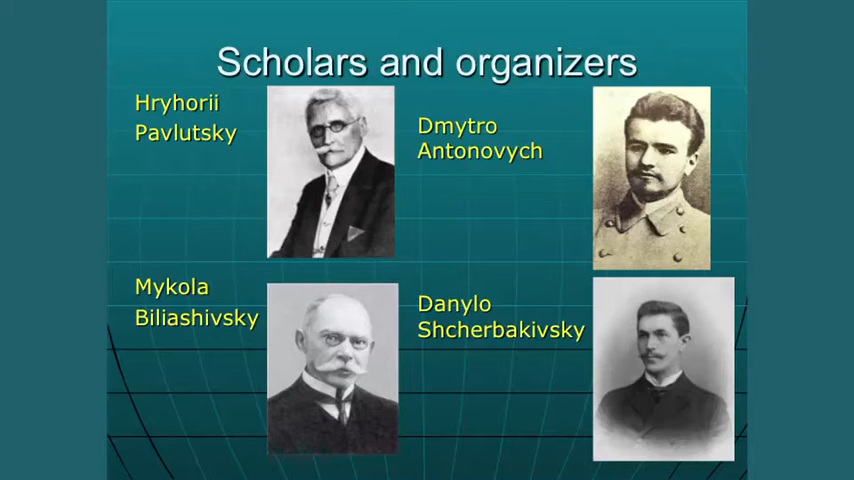 Scholars and organizers
Hryhorii
Pavlutsky
Dmytro
Antonovych
Mykola
Biliashivsky
Danylo
Shcherbakivsky